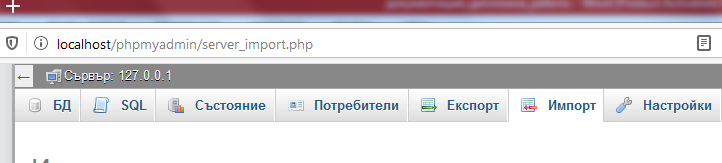 localhost/phpmyadmin/server_import.php
Сървър: 127.0.0.1
БД SQL Състояние Потребители Експорт Импорт Настройки